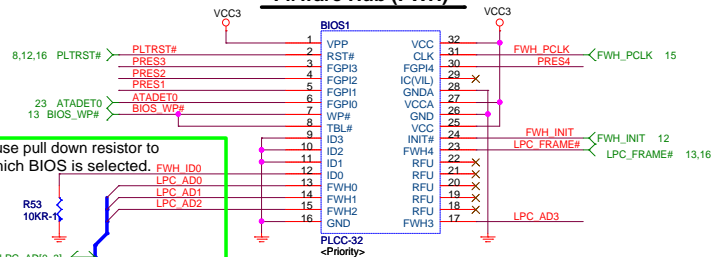 VCC3
VCC3
BIOS1
8,12,16 PLTRST#
PLTRST#
1
VPP
VCC
32
2
RST#
CLK
31
FWH_PCLK
FWH_PCLK 15
PRES3
3
FGPI3
FGPI4
30
PRES4
PRES2
4
FGPI2
IC(VIL)
29
PRES1
5
FGPI1
GNDA
28
23 ATADET0
ATADET0
6
FGPI0
VCCA
27
13 BIOS_WP#
BIOS_WP#
7
WP#
GND
26
8
TBL#
VCC
25
9
ID3
INIT#
24
FWH_INIT
FWH_INIT 12
10
ID2
FWH4
23
LPC_FRAME#
LPC_FRAME# 13,16
11
ID1
RFU
22
FWH_ID0
12
ID0
RFU
21
LPC_AD0
13
FWH0
RFU
20
LPC_AD1
14
FWH1
RFU
19
LPC_AD2
15
FWH2
RFU
18
16
GND
FWH3
17
LPC_AD3
PLCC-32
<Priority>
use pull down resistor to
hich BIOS is selected.
R53
10KR-1